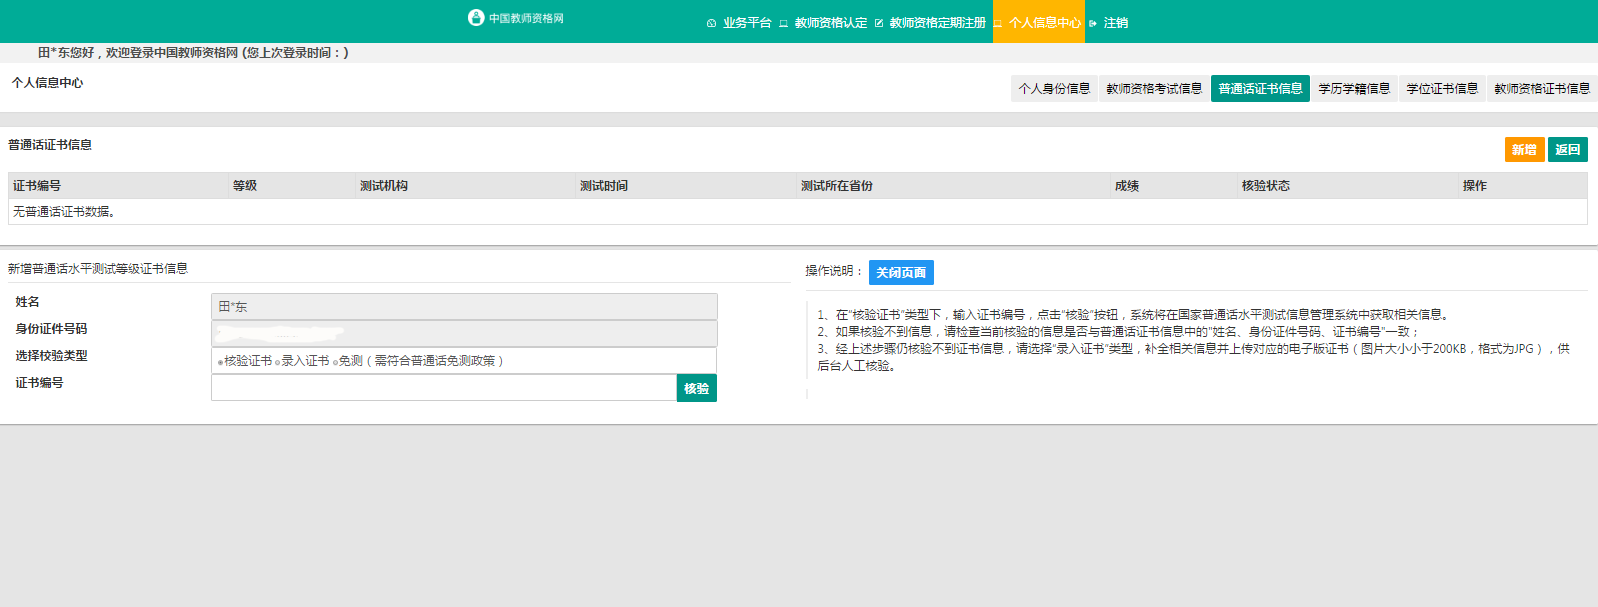 中国教师资格网
业务平台 教师资格认定 教师资格定期注册 个人信息中心 注销
田*东您好，欢迎登录中国教师资格网 (您上次登录时间：)
个人信息中心
个人身份信息 教师资格考试信息 普通话证书信息 学历学籍信息 学位证书信息 教师资格证书信息
普通话证书信息
新增 返回
证书编号 等级 测试机构 测试时间 测试所在省份 成绩 核验状态 操作
无普通话证书数据。
新增普通话水平测试等级证书信息
姓名 田*东
身份证件号码
选择校验类型 核验证书 录入证书 免测（需符合普通话免测政策）
证书编号 核验
操作说明： 关闭页面
1、在"核验证书"类型下，输入证书编号，点击"核验"按钮，系统将在国家普通话水平测试信息管理系统中获取相关信息。
2、如果核验不到信息，请检查当前核验的信息是否与普通话证书信息中的"姓名、身份证件号码、证书编号"一致；
3、经上述步骤仍核验不到证书信息，请选择"录入证书"类型，补全相关信息并上传对应的电子版证书（图片大小小于200KB，格式为JPG），供
后台人工核验。